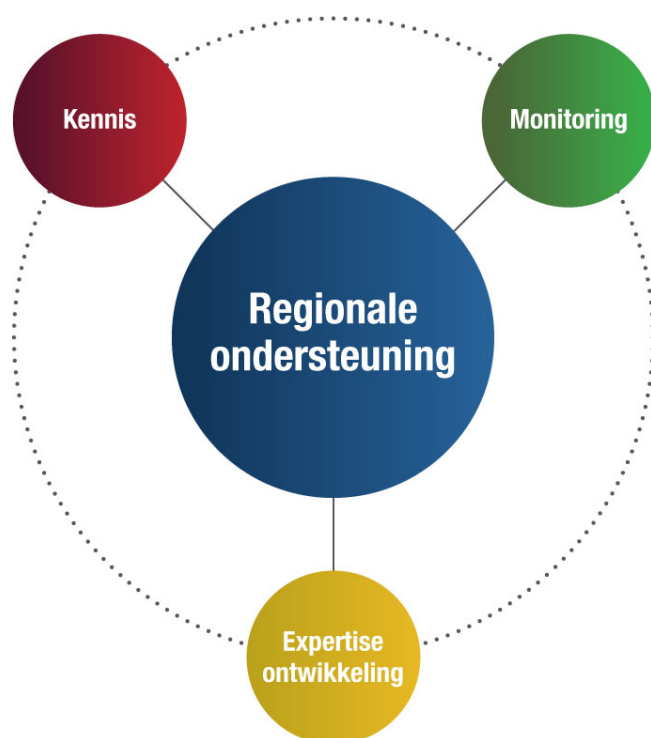 Kennis
Monitoring
Regionale
ondersteuning
Expertise
ontwikkeling